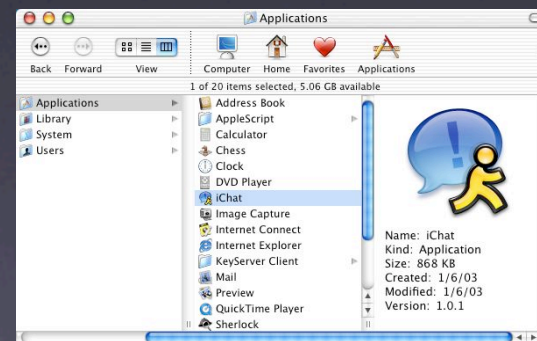 Applications
Back Forward View Computer Home Favorites Applications
1 of 20 items selected, 5.06 GB available
Applications
Library
System
Users
Address Book
AppleScript
Calculator
Chess
Clock
DVD Player
iChat
Image Capture
Internet Connect
Internet Explorer
KeyServer Client
Mail
Preview
QuickTime Player
Sherlock
Name: iChat
Kind: Application
Size: 868 KB
Created: 1/6/03
Modified: 1/6/03
Version: 1.0.1